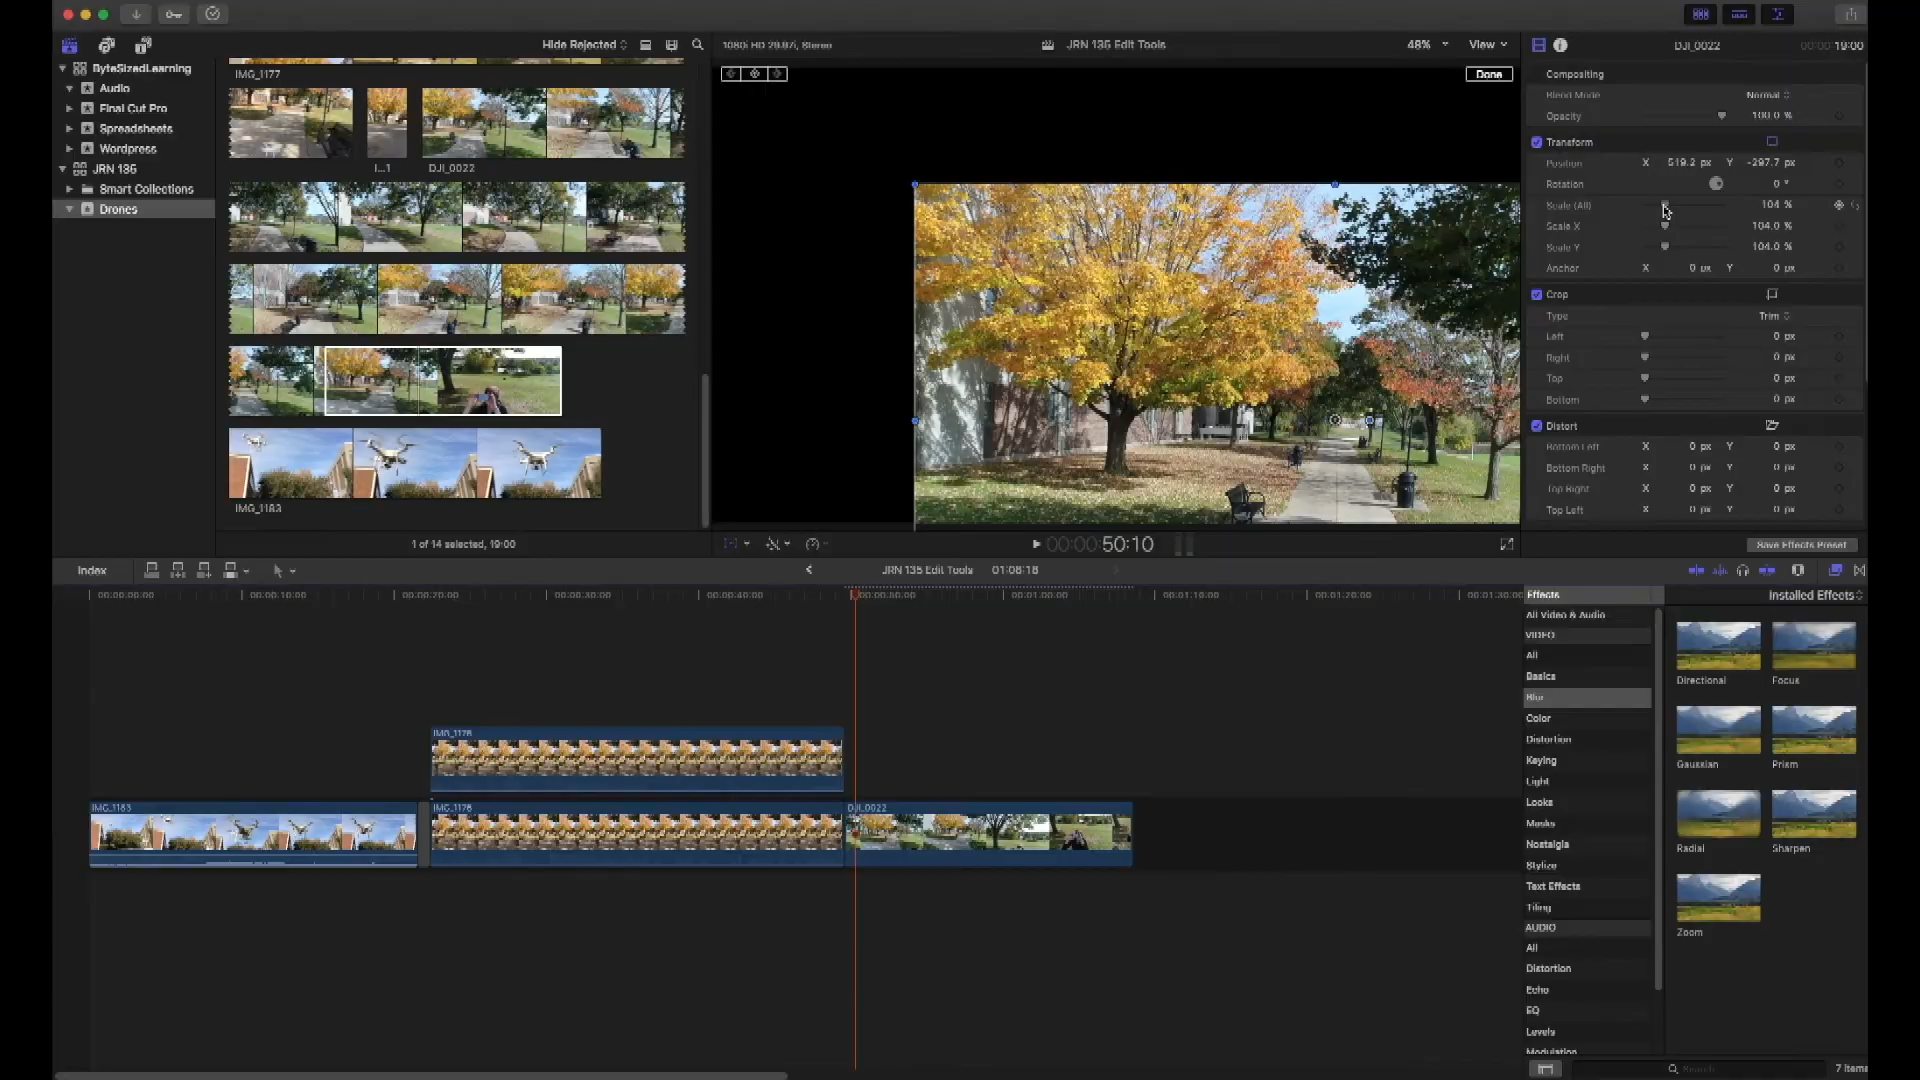 Hide Rejected
1080i HD 29.97i, Stereo
JRN 135 Edit Tools
48%
View
DJI_0022
00:00:19:00
ByteSizedLearning
Audio
Final Cut Pro
Spreadsheets
Wordpress
JRN 135
Smart Collections
Drones
IMG_1177
I...1
DJI_0022
IMG_1183
1 of 14 selected, 19:00
Done
00:00:50:10
Compositing
Blend Mode
Normal
Opacity
100.0 %
Transform
Position
X
519.2 px
Y
-297.7 px
Rotation
0 °
Scale (All)
104 %
Scale X
104.0 %
Scale Y
104.0 %
Anchor
X
0 px
Y
0 px
Crop
Type
Trim
Left
0 px
Right
0 px
Top
0 px
Bottom
0 px
Distort
Bottom Left
X
0 px
Y
0 px
Bottom Right
X
0 px
Y
0 px
Top Right
X
0 px
Y
0 px
Top Left
X
0 px
Y
0 px
Save Effects Preset
Index
JRN 135 Edit Tools
01:08:18
00:00:00:00
00:00:10:00
00:00:20:00
00:00:30:00
00:00:40:00
00:00:50:00
00:01:00:00
00:01:10:00
00:01:20:00
00:01:30:00
IMG_1178
IMG_1183
IMG_1178
DJI_0022
Effects
Installed Effects
All Video & Audio
VIDEO
All
Basics
Blur
Color
Distortion
Keying
Light
Looks
Masks
Nostalgia
Stylize
Text Effects
Tiling
AUDIO
All
Distortion
Echo
EQ
Levels
Modulation
Directional
Focus
Gaussian
Prism
Radial
Sharpen
Zoom
Search
7 items